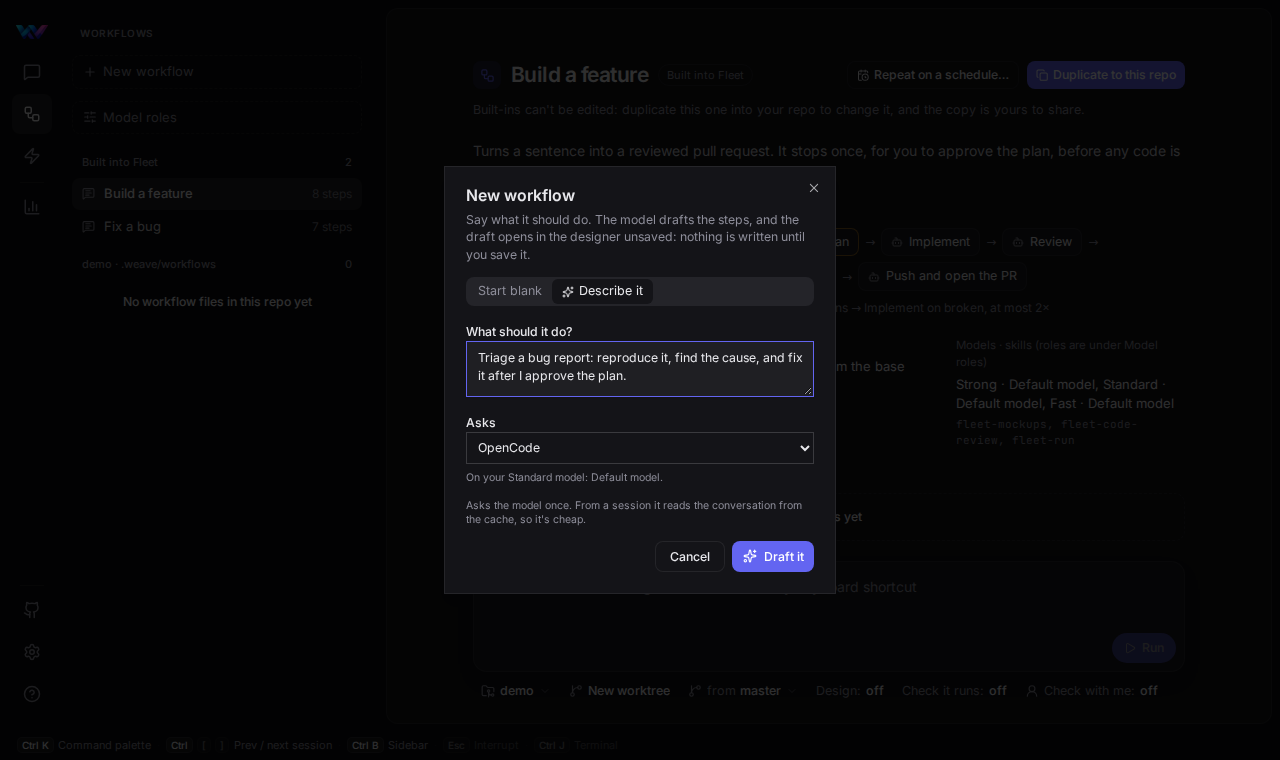 WORKFLOWS
New workflow
Model roles
Built into Fleet 2
Build a feature 8 steps
Fix a bug 7 steps
demo · .weave/workflows 0
No workflow files in this repo yet
Build a feature Built into Fleet Repeat on a schedule... Duplicate to this repo
Built-ins can't be edited: duplicate this one into your repo to change it, and the copy is yours to share.
Turns a sentence into a reviewed pull request. It stops once, for you to approve the plan, before any code is
New workflow
Say what it should do. The model drafts the steps, and the
draft opens in the designer unsaved: nothing is written until
you save it.
Start blank Describe it
What should it do?
Triage a bug report: reproduce it, find the cause, and fix
it after I approve the plan.
Asks
OpenCode
On your Standard model: Default model.
Asks the model once. From a session it reads the conversation from
the cache, so it's cheap.
Cancel Draft it
→ Implement → Review →
→ Push and open the PR
→ Implement on broken, at most 2×
the base
Models · skills (roles are under Model
roles)
Strong · Default model, Standard ·
Default model, Fast · Default model
fleet-mockups, fleet-code-
review, fleet-run
yet
shortcut
Run
demo New worktree from master Design: off Check it runs: off Check with me: off
Ctrl K Command palette Ctrl [ ] Prev / next session Ctrl B Sidebar Esc Interrupt Ctrl J Terminal